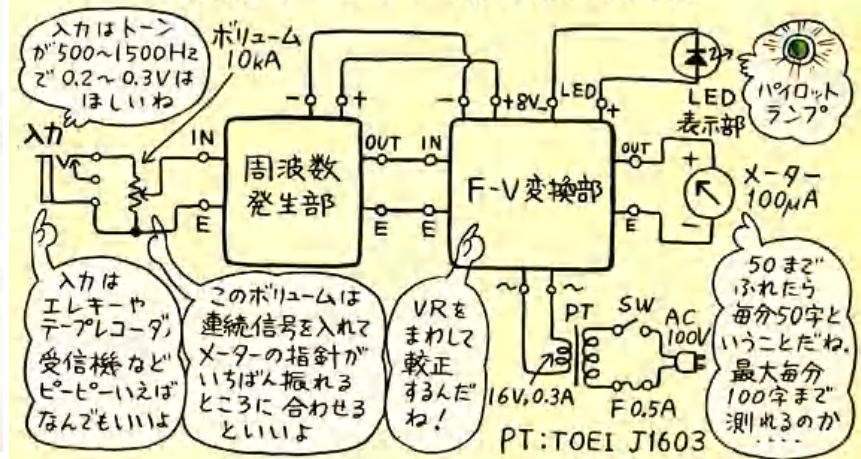 入力はトーン
が500~1500Hz
で0.2~0.3Vは
ほしいね
ボリューム
10kA
入力
IN
E
周波数
発生部
-
+
OUT
E
IN
E
-
+8V
-
LED
+
F-V変換部
OUT
E
LED
表示部
パイロット
ランプ
+
-
メーター
100μA
入力は
エレキーや
テープレコーダ,
受信機など
ピーピーいえば
なんでもいいよ
このボリュームは
連続信号を入れて
メーターの指針が
いちばん振れる
ところに合わせる
といいよ
VRを
まわして
較正
するんだ
ね!
~
~
PT
SW
AC
100V
16V,0.3A
F0.5A
PT:TOEI J1603
50まで
ふれたら
毎分50字と
いうことだね.
最大毎分
100字まで
測れるのか
‥‥